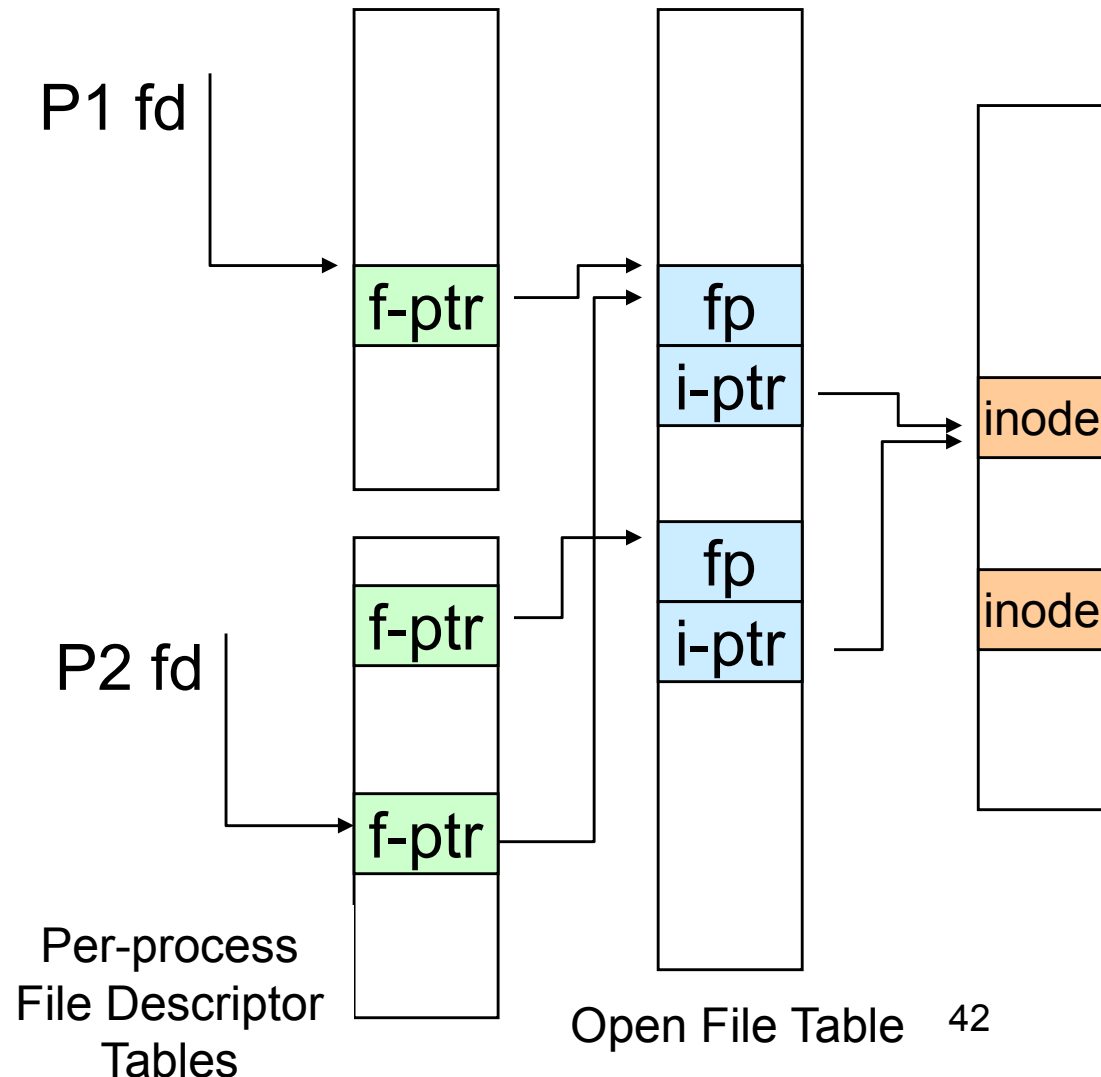 P1 fd
f-ptr
fp
i-ptr
inode
fp
i-ptr
inode
f-ptr
P2 fd
f-ptr
Per-process
File Descriptor
Tables
Open File Table
42